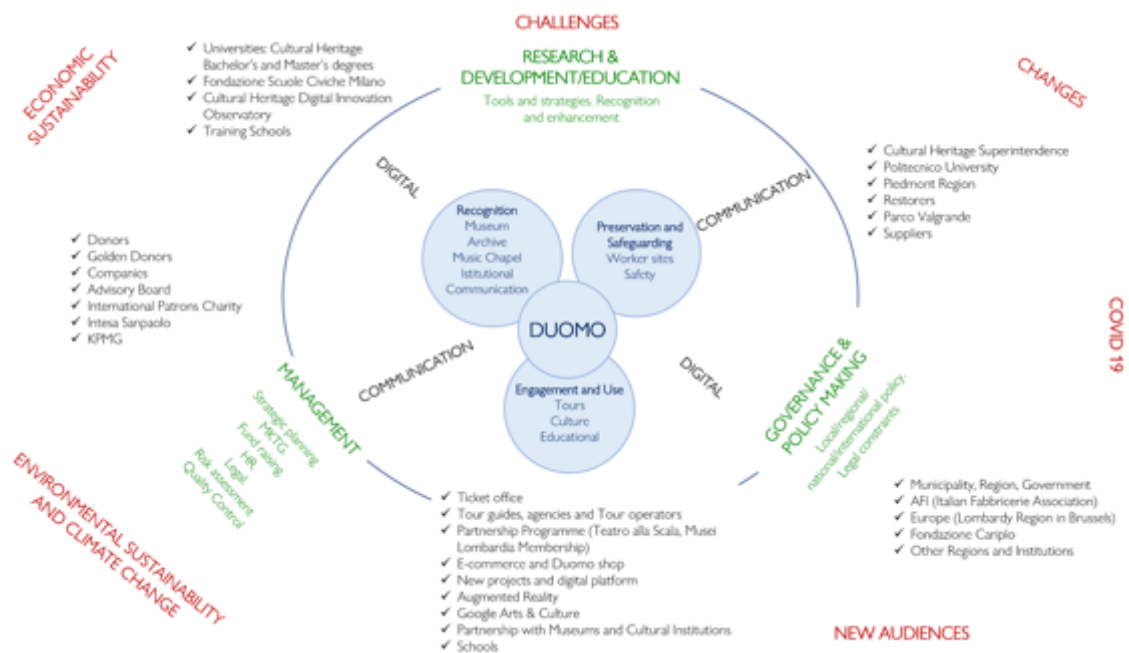 CHALLENGES
ECONOMIC
SUSTAINABILITY
✓ Universities: Cultural Heritage
Bachelor's and Master's degrees
✓ Fondazione Scuole Civiche Milano
✓ Cultural Heritage Digital Innovation
Observatory
✓ Training Schools
RESEARCH &
DEVELOPMENT/EDUCATION
Tools and strategies. Recognition
and enhancement
CHANGES
✓ Cultural Heritage Superintendence
✓ Politecnico University
✓ Piedmont Region
✓ Restorers
✓ Parco Valgrande
✓ Suppliers
DIGITAL
COMMUNICATION
Recognition
Museum
Archive
Music Chapel
Istitutional
Communication
Preservation and
Safeguarding
Worker sites
Safety
✓ Donors
✓ Golden Donors
✓ Companies
✓ Advisory Board
✓ International Patrons Charity
✓ Intesa Sanpaolo
✓ KPMG
DUOMO
COVID 19
COMMUNICATION
DIGITAL
Engagement and Use
Tours
Culture
Educational
MANAGEMENT
Strategic planning
MKTG
Fund raising
HR
Legal
Risk assessment
Quality Control
GOVERNANCE &
POLICY MAKING
Local/regional/
national/international policy.
Legal constraints
ENVIRONMENTAL SUSTAINABILITY
AND CLIMATE CHANGE
✓ Ticket office
✓ Tour guides, agencies and Tour operators
✓ Partnership Programme (Teatro alla Scala, Musei
Lombardia Membership)
✓ E-commerce and Duomo shop
✓ New projects and digital platform
✓ Augmented Reality
✓ Google Arts & Culture
✓ Partnership with Museums and Cultural Institutions
✓ Schools
✓ Municipality, Region, Government
✓ AFI (Italian Fabbricerie Association)
✓ Europe (Lombardy Region in Brussels)
✓ Fondazione Cariplo
✓ Other Regions and Institutions
NEW AUDIENCES